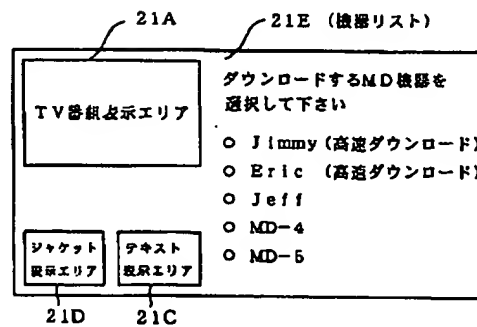 21A
21E (機器リスト)
TV番組表示エリア
ダウンロードするMD機器を
選択して下さい
○ Jimmy (高速ダウンロード)
○ Eric (高速ダウンロード)
○ Jeff
○ MD-4
○ MD-5
ジャケット
表示エリア
テキスト
表示エリア
21D
21C